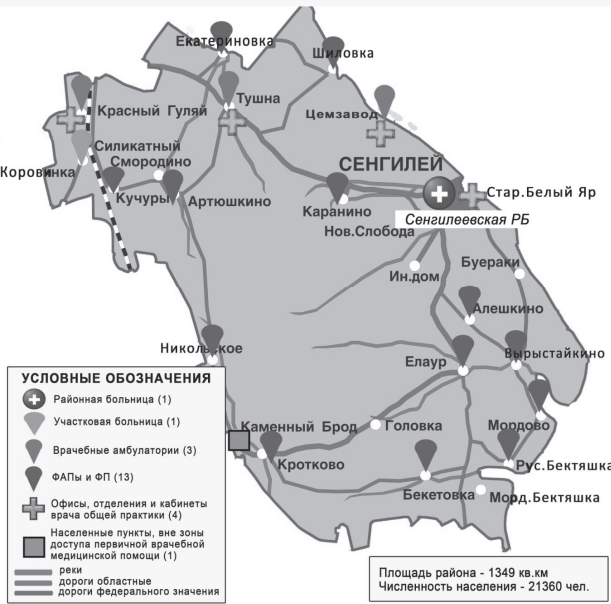 Екатериновка
Шиловка
Красный Гуляй
Тушна
Цемзавод
Силикатный
Смородино
СЕНГИЛЕЙ
Коровинка
Кучуры
Артюшкино
Каранино
Стар.Белый Яр
Сенгилеевская РБ
Нов.Слобода
Ин.дом
Буераки
Алешкино
Никольское
Елаур
Вырыстайкино
Каменный Брод
Головка
Мордово
Кротково
Рус.Бектяшка
Бекетовка
Морд.Бектяшка
УСЛОВНЫЕ ОБОЗНАЧЕНИЯ
Районная больница (1)
Участковая больница (1)
Врачебные амбулатории (3)
ФАПы и ФП (13)
Офисы, отделения и кабинеты
врача общей практики (4)
Населенные пункты, вне зоны
доступа первичной врачебной
медицинской помощи (1)
реки
дороги областные
дороги федерального значения
Площадь района - 1349 кв.км
Численность населения - 21360 чел.